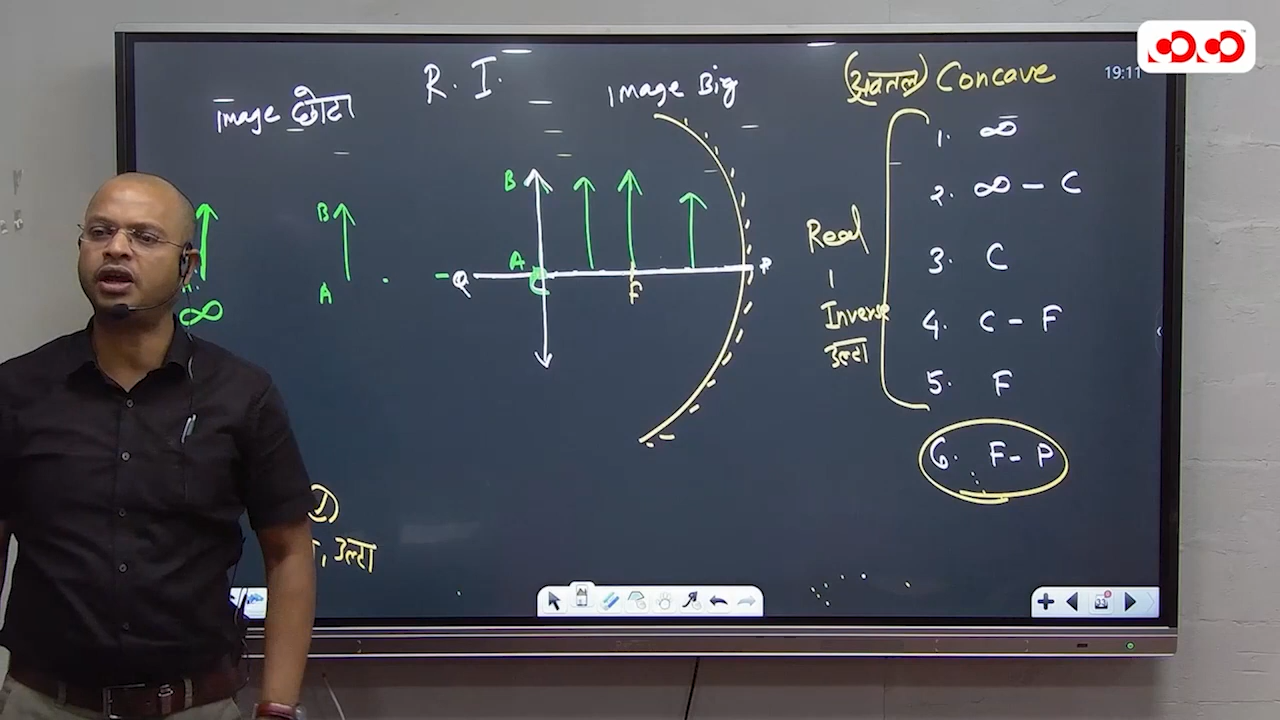 R. I.
Image छोटा
Image Big
(अवतल) Concave
19:11
1. ∞
2. ∞ - C
3. C
4. C - F
5. F
6. F - P
Real
Inverse
उल्टा
B
A
∞
B
A
B
A
Q
C
F
P
उल्टा